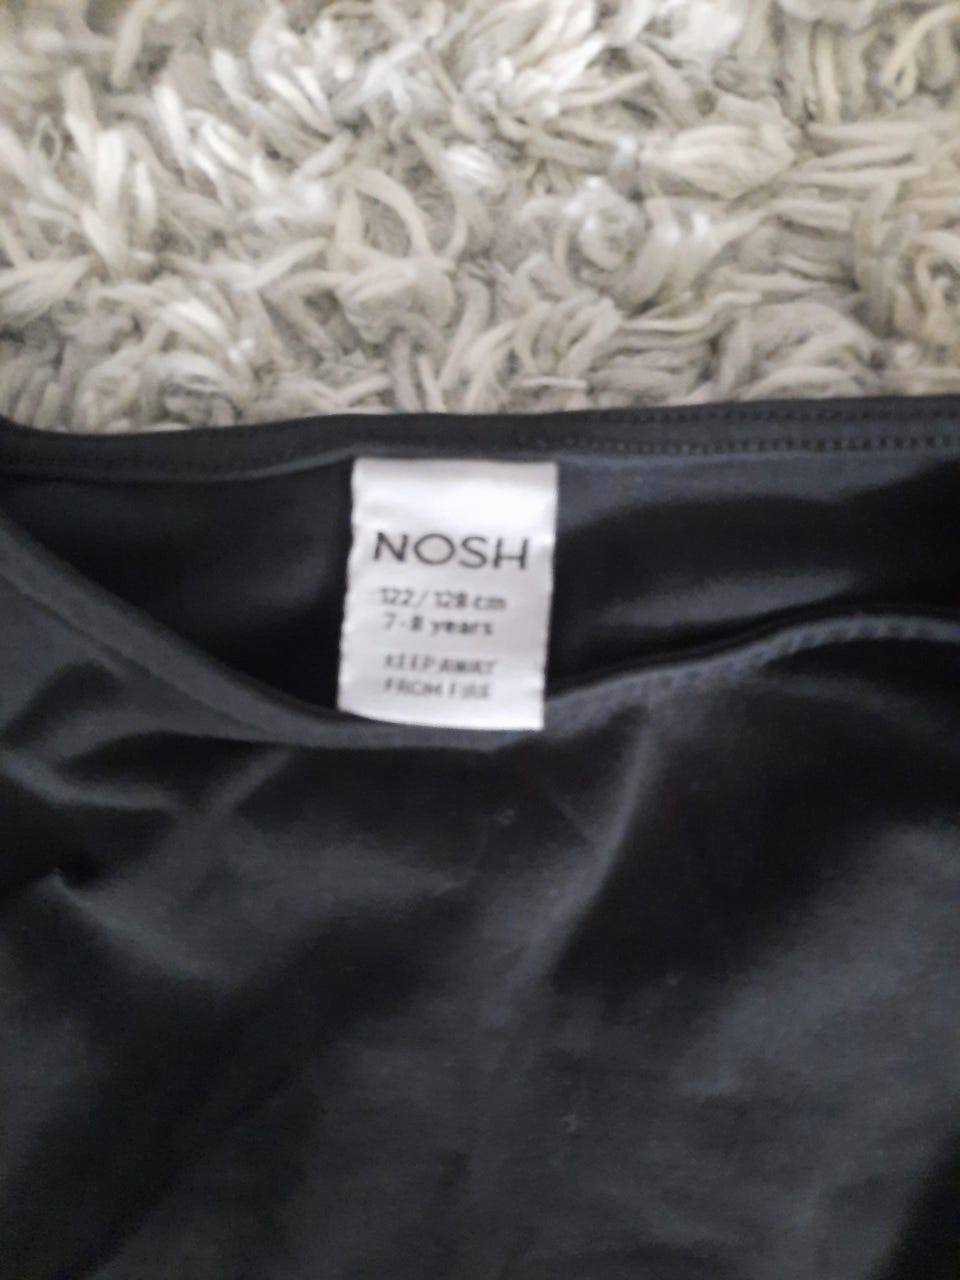 NOSH
122/128 cm
7-8 years
KEEP AWAY
FROM FIRE